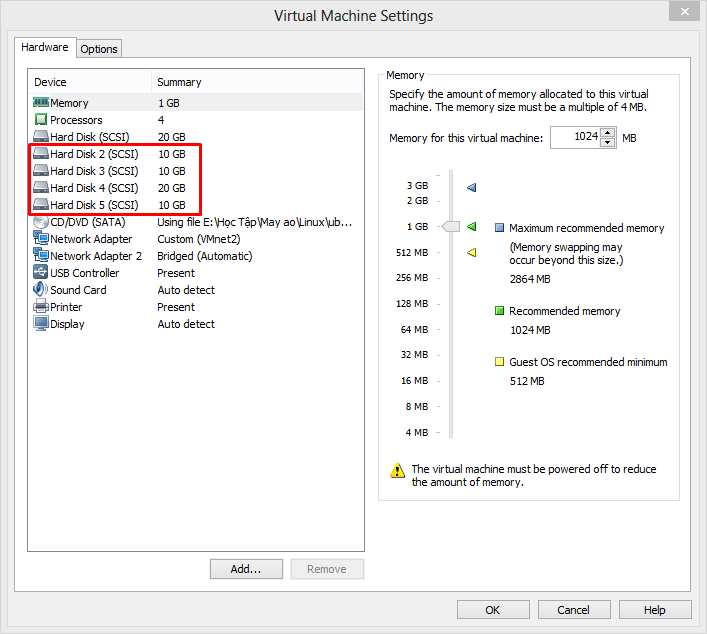 Virtual Machine Settings
Hardware Options
Device Summary
Memory 1 GB
Processors 4
Hard Disk (SCSI) 20 GB
Hard Disk 2 (SCSI) 10 GB
Hard Disk 3 (SCSI) 10 GB
Hard Disk 4 (SCSI) 20 GB
Hard Disk 5 (SCSI) 10 GB
CD/DVD (SATA) Using file E:\Học Tập\May ao\Linux\ub...
Network Adapter Custom (VMnet2)
Network Adapter 2 Bridged (Automatic)
USB Controller Present
Sound Card Auto detect
Printer Present
Display Auto detect
Add... Remove
Memory
Specify the amount of memory allocated to this virtual
machine. The memory size must be a multiple of 4 MB.
Memory for this virtual machine: 1024 MB
3 GB
2 GB
1 GB
512 MB
256 MB
128 MB
64 MB
32 MB
16 MB
8 MB
4 MB
Maximum recommended memory
(Memory swapping may
occur beyond this size.)
2864 MB
Recommended memory
1024 MB
Guest OS recommended minimum
512 MB
The virtual machine must be powered off to reduce
the amount of memory.
OK Cancel Help